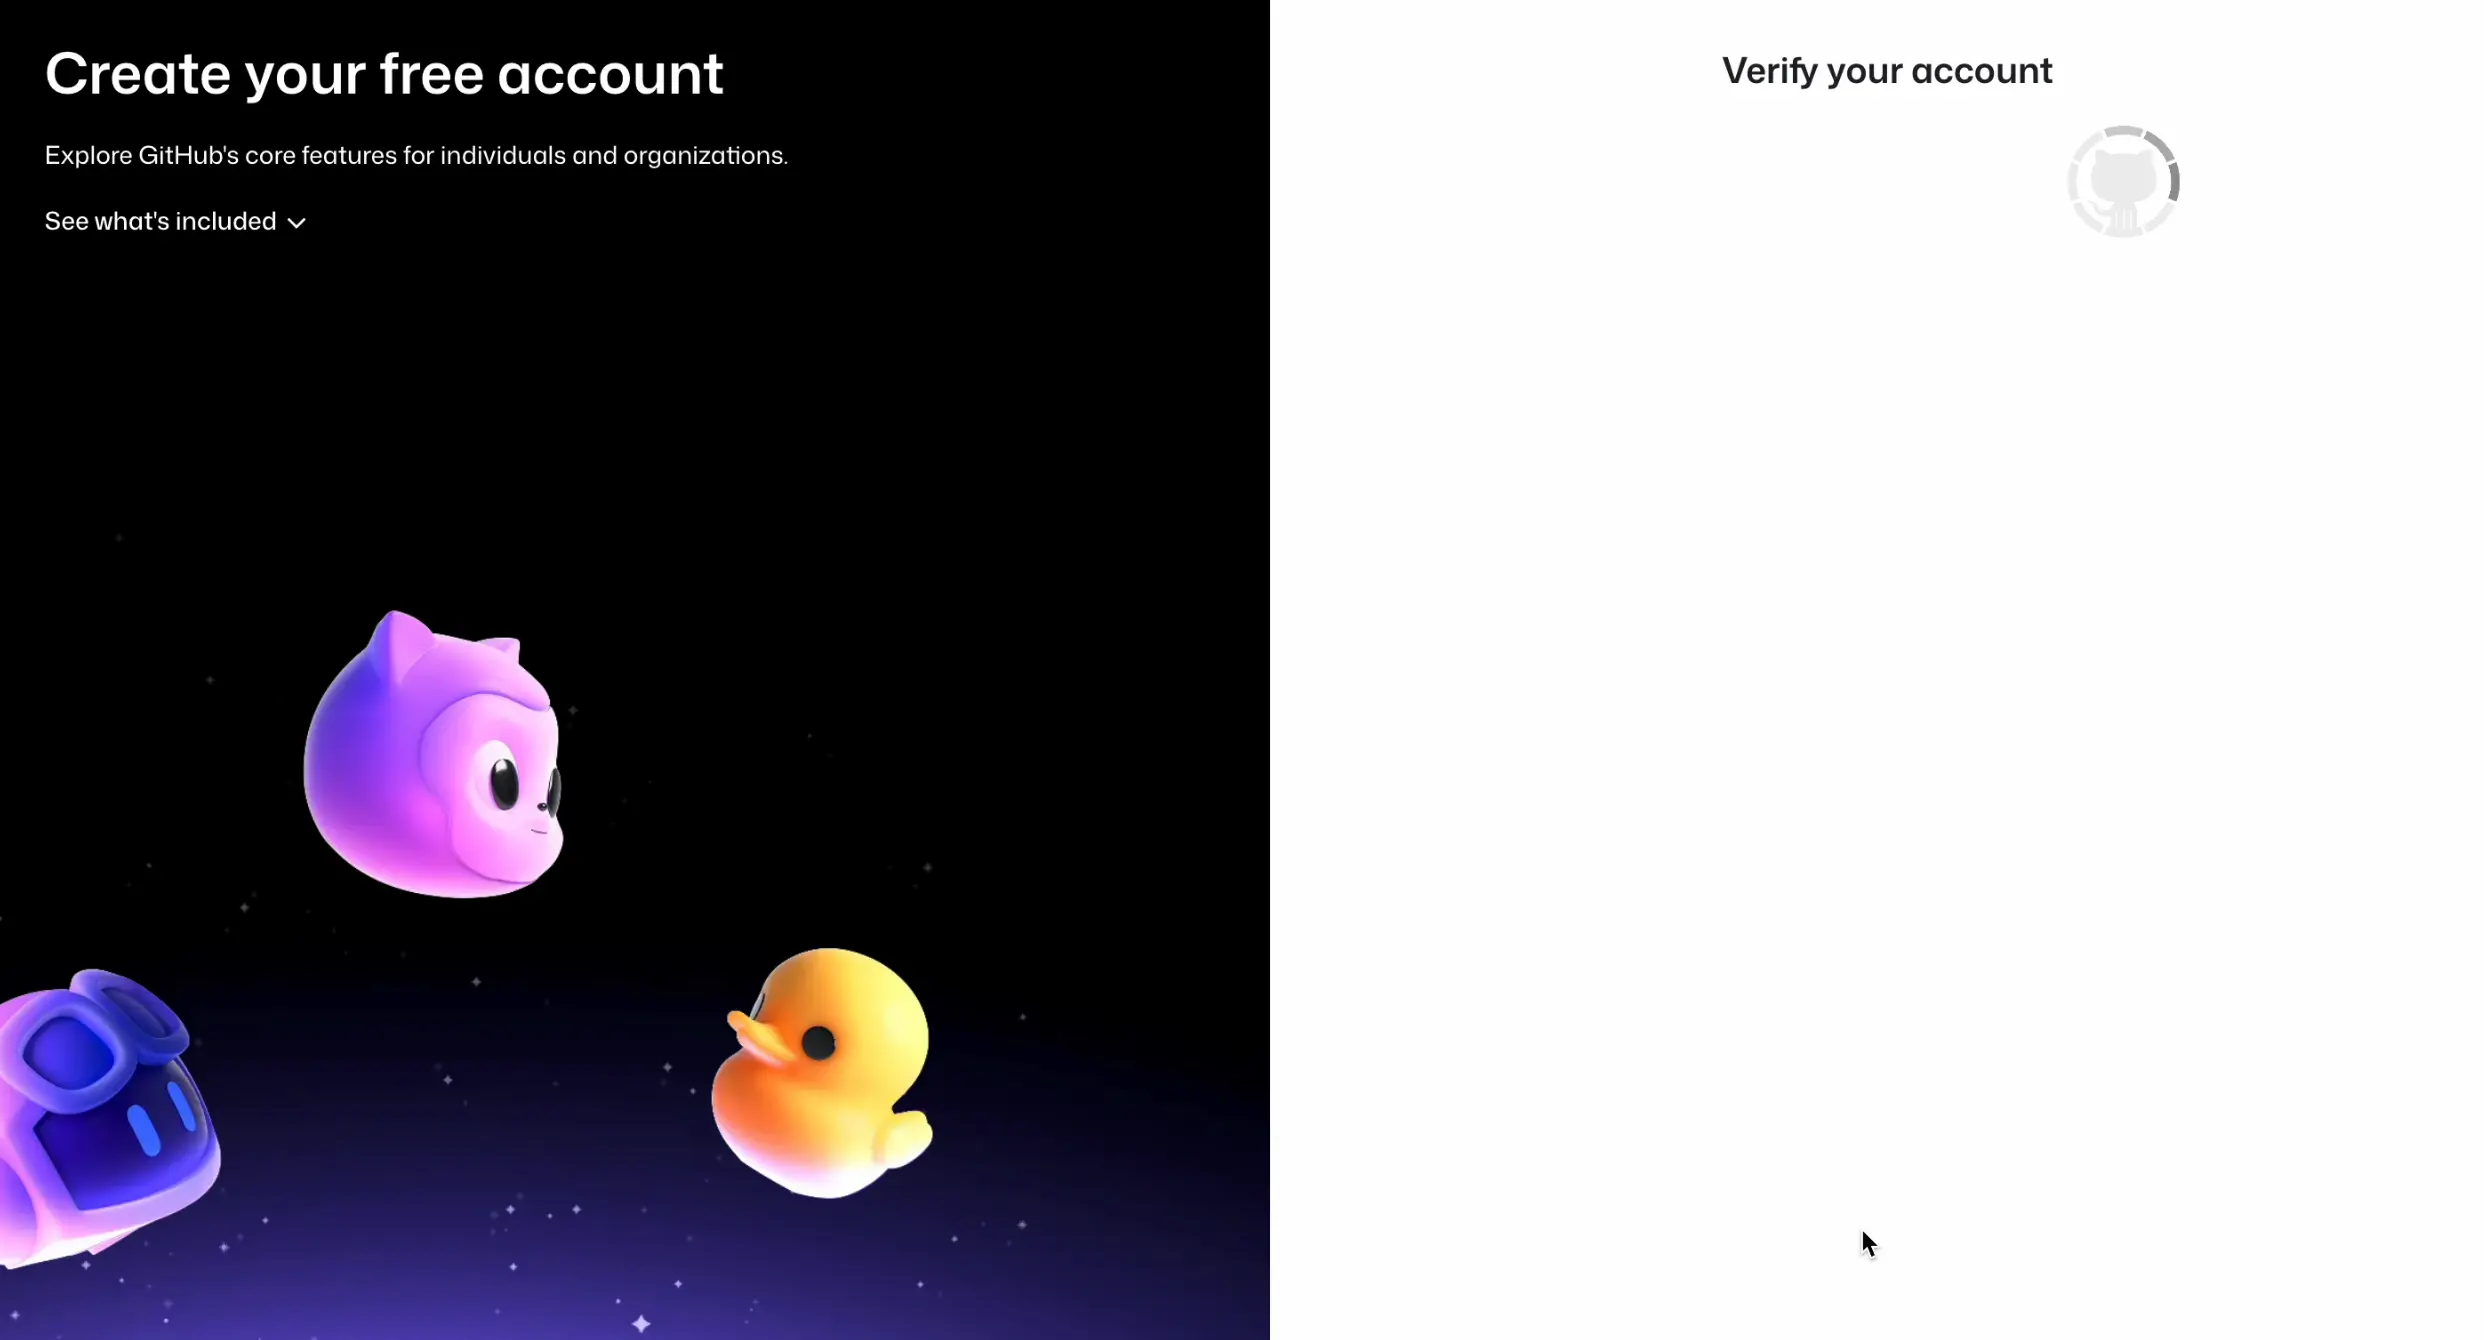 Create your free account
Explore GitHub's core features for individuals and organizations.
See what's included
Verify your account